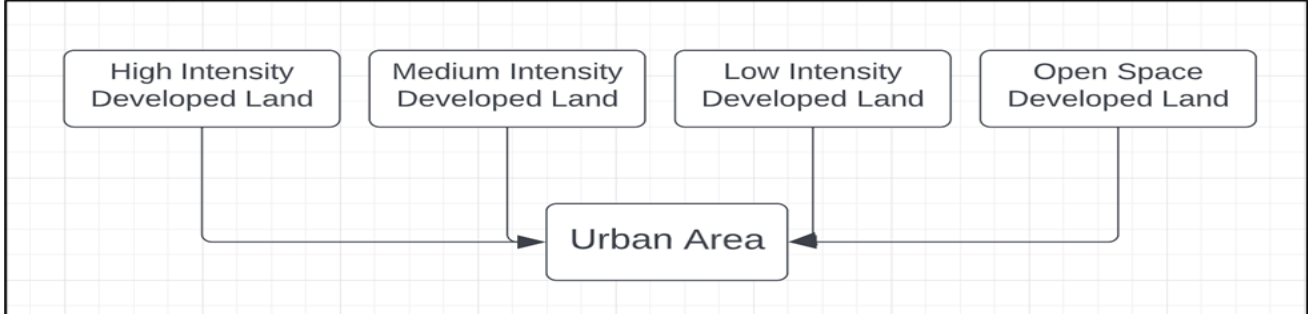 High Intensity
Developed Land
Medium Intensity
Developed Land
Low Intensity
Developed Land
Open Space
Developed Land
Urban Area